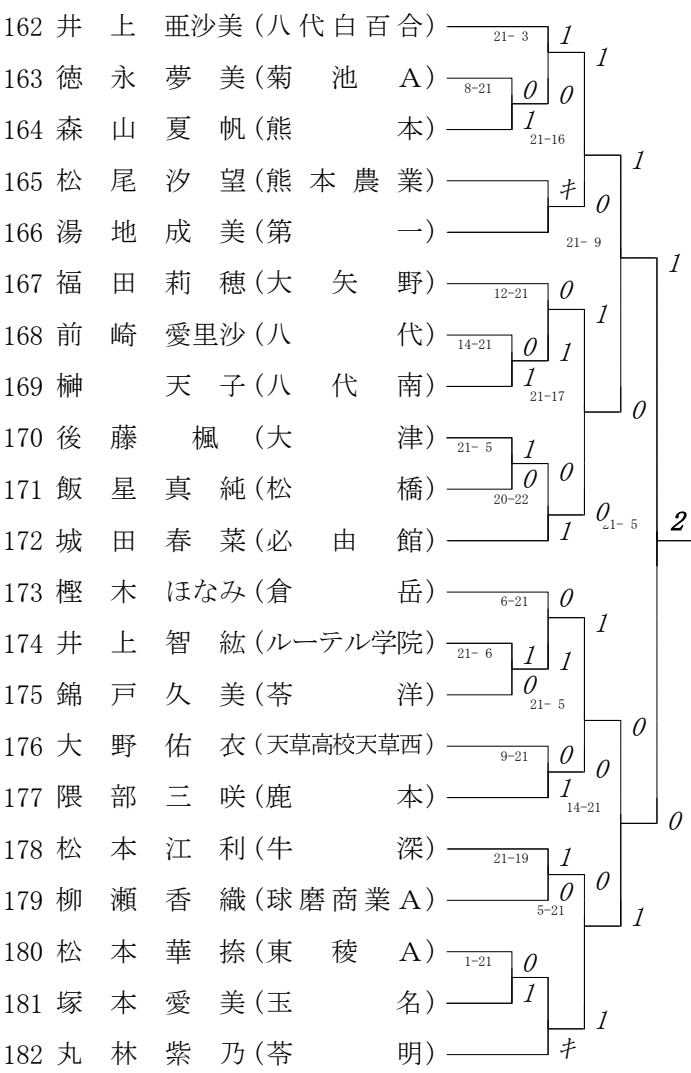 162 井上 亜沙美 (八代白百合) 21- 3 1
1
163 徳永夢美 (菊池A) 8-21 0 0
164 森山夏帆 (熊本) 1 21-16
1
165 松尾汐望 (熊本農業) キ 0
166 湯地成美 (第一) 21- 9
1
167 福田莉穂 (大矢野) 12-21 0
1
168 前崎愛里沙 (八代) 14-21 0 1
169 榊天子 (八代南) 1 21-17
0
170 後藤楓 (大津) 21- 5 1 0
171 飯星真純 (松橋) 0 20-22
172 城田春菜 (必由館) 1 0 21- 5 2
173 樫木ほなみ (倉岳) 6-21 0
1
174 井上智紘 (ルーテル学院) 21- 6 1 1
175 錦戸久美 (苓洋) 0 21- 5
0
176 大野佑衣 (天草高校天草西) 9-21 0 0
177 隈部三咲 (鹿本) 1 14-21
0
178 松本江利 (牛深) 21-19 1 0
179 柳瀬香織 (球磨商業A) 0 5-21
1
180 松本華捺 (東稜A) 1-21 0
181 塚本愛美 (玉名) 1
1
182 丸林紫乃 (苓明) キ